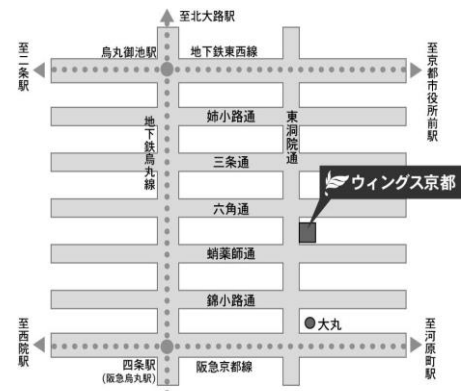 至北大路駅
烏丸御池駅
地下鉄東西線
至二条駅
至京都市役所前駅
姉小路通
地下鉄烏丸線
東洞院通
三条通
ウィングス京都
六角通
蛸薬師通
錦小路通
大丸
至西院駅
至河原町駅
四条駅
(阪急烏丸駅)
阪急京都線